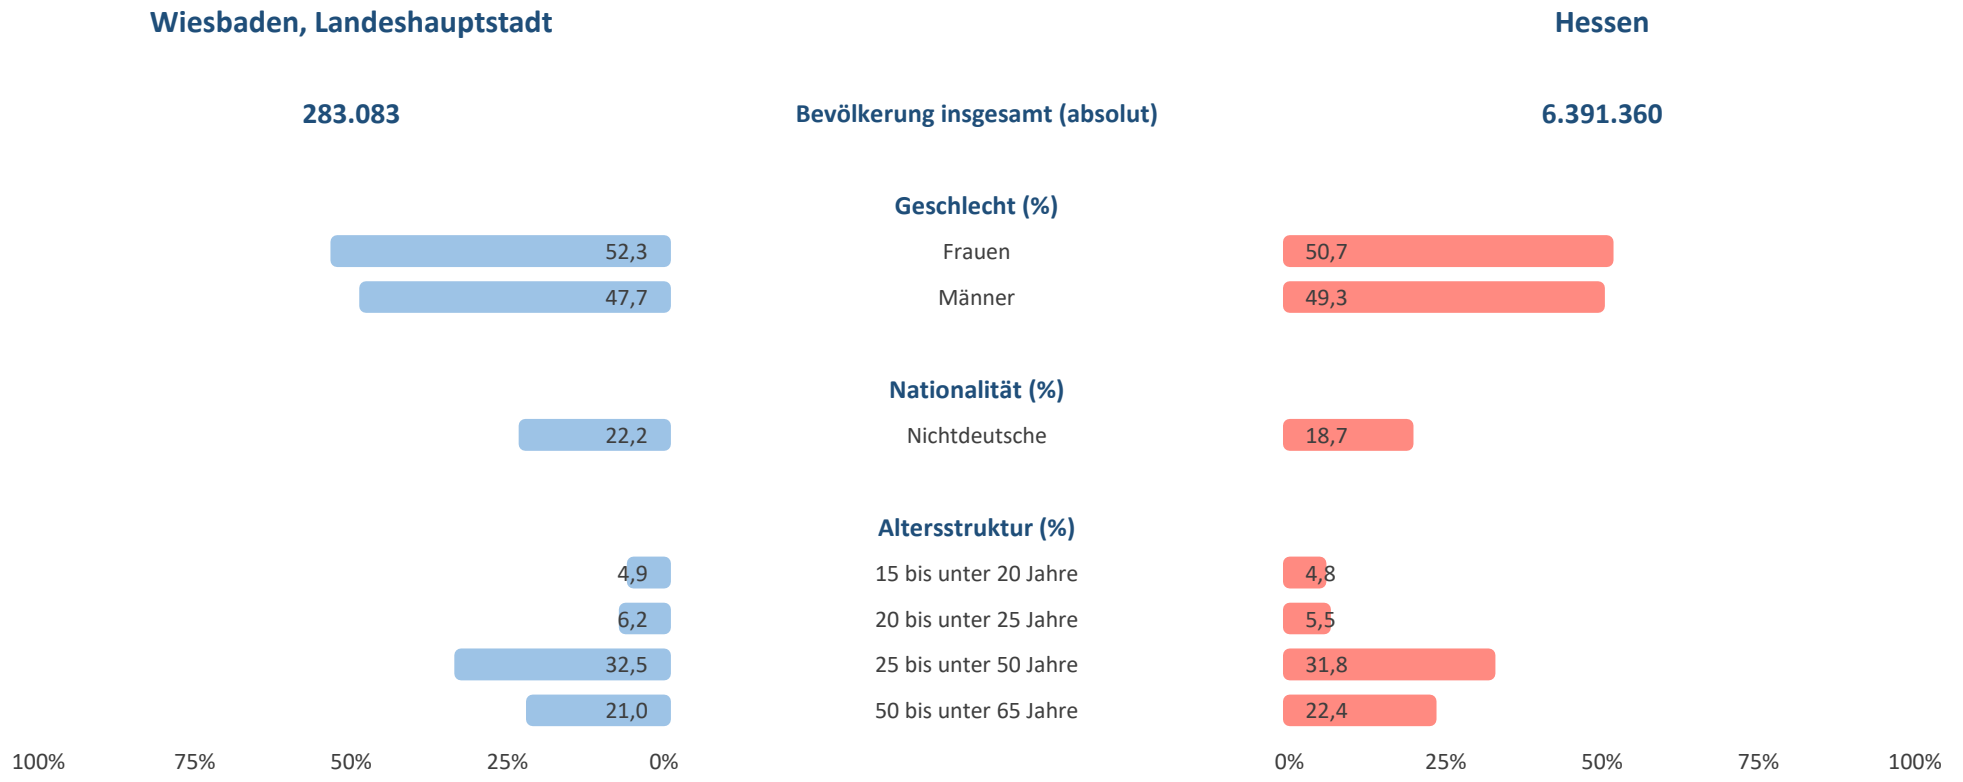 Wiesbaden, Landeshauptstadt Hessen
283.083 Bevölkerung insgesamt (absolut) 6.391.360
Geschlecht (%)
52,3 Frauen 50,7
47,7 Männer 49,3
Nationalität (%)
22,2 Nichtdeutsche 18,7
Altersstruktur (%)
4,9 15 bis unter 20 Jahre 4,8
6,2 20 bis unter 25 Jahre 5,5
32,5 25 bis unter 50 Jahre 31,8
21,0 50 bis unter 65 Jahre 22,4
100% 75% 50% 25% 0% 0% 25% 50% 75% 100%